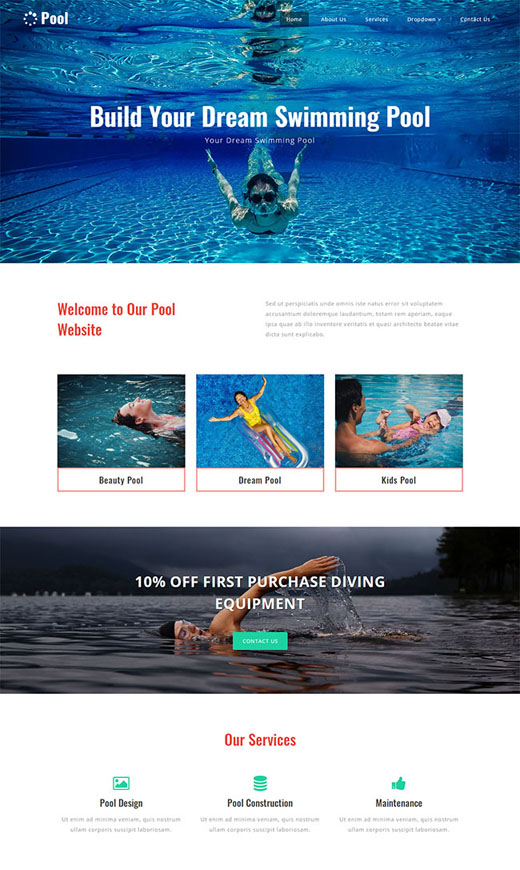 Pool
Home About Us Services Dropdown Contact Us
Build Your Dream Swimming Pool
Your Dream Swimming Pool
Welcome to Our Pool
Website
Sed ut perspiciatis unde omnis iste natus error sit voluptatem
accusantium doloremque laudantium, totam rem aperiam, eaque
ipsa quae ab illo inventore veritatis et quasi architecto beatae vitae
dicta sunt explicabo.
Beauty Pool
Dream Pool
Kids Pool
10% OFF FIRST PURCHASE DIVING
EQUIPMENT
CONTACT US
Our Services
Pool Design
Ut enim ad minima veniam, quis nostrum
ullam corporis suscipit laboriosam.
Pool Construction
Ut enim ad minima veniam, quis nostrum
ullam corporis suscipit laboriosam.
Maintenance
Ut enim ad minima veniam, quis nostrum
ullam corporis suscipit laboriosam.